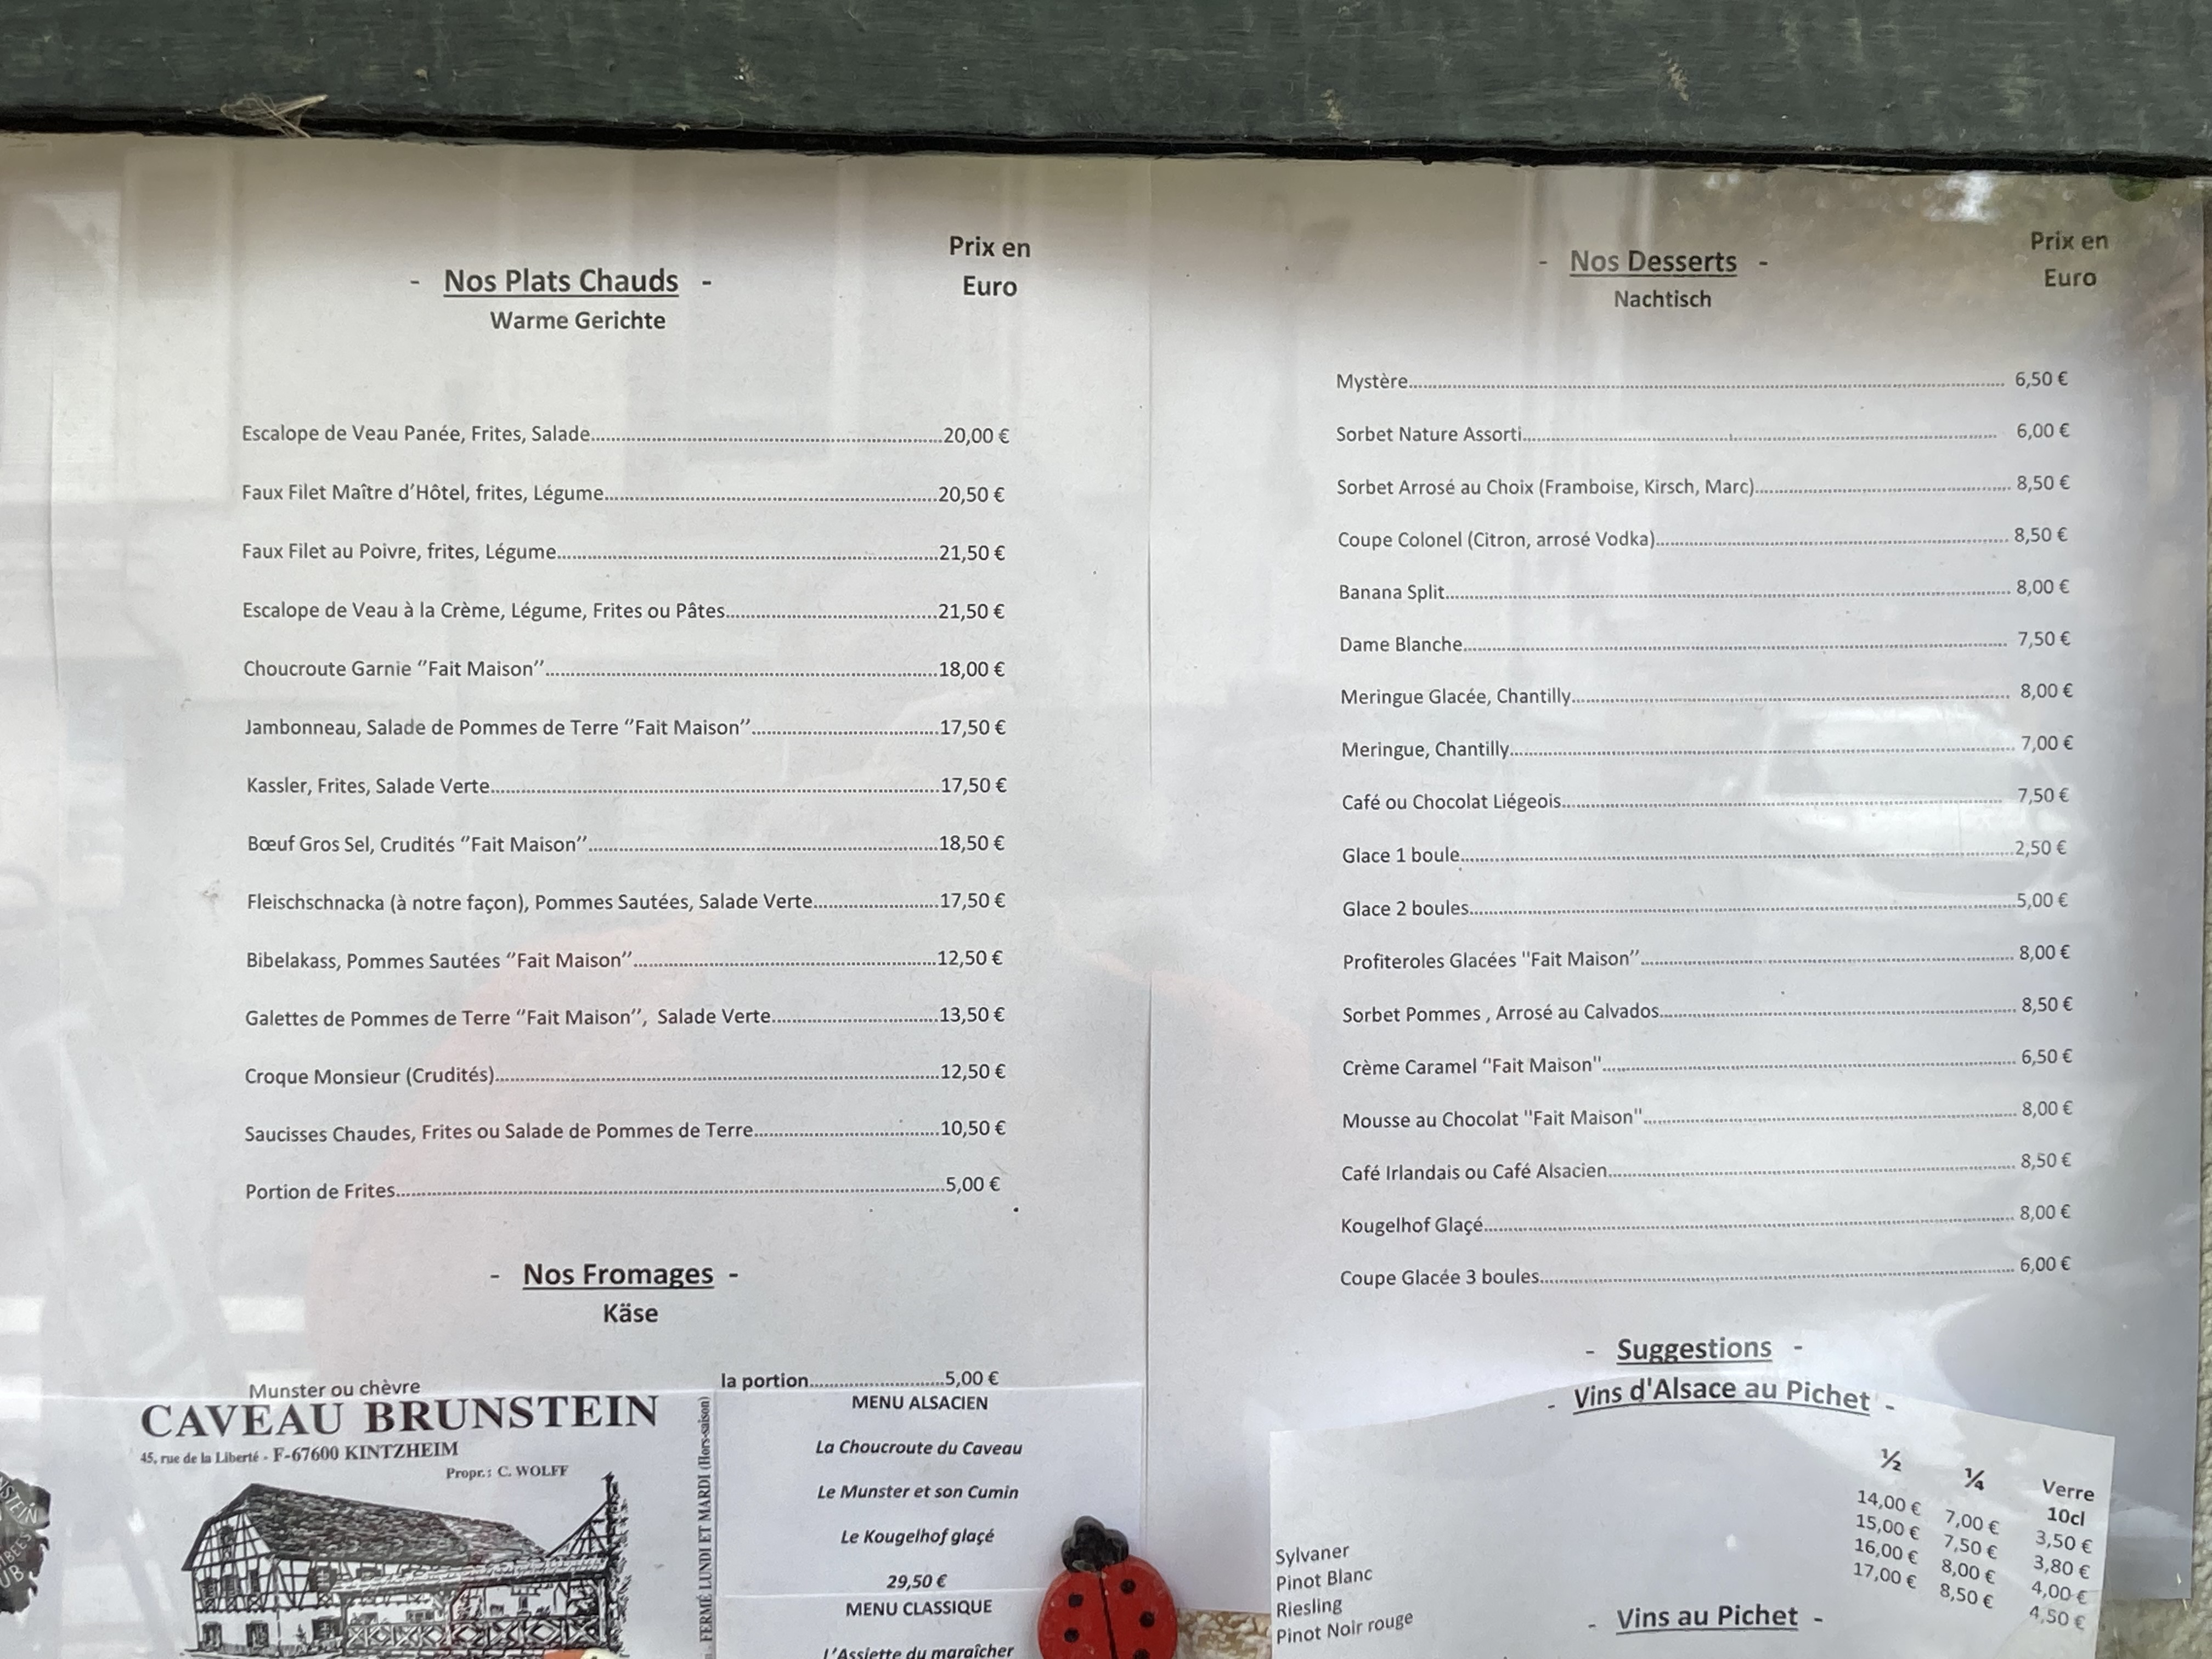 Prix en
Euro
- Nos Plats Chauds -
Warme Gerichte
Escalope de Veau Panée, Frites, Salade........20,00 €
Faux Filet Maître d’Hôtel, frites, Légume........20,50 €
Faux Filet au Poivre, frites, Légume........21,50 €
Escalope de Veau à la Crème, Légume, Frites ou Pâtes........21,50 €
Choucroute Garnie ‘‘Fait Maison’’........18,00 €
Jambonneau, Salade de Pommes de Terre ‘‘Fait Maison’’........17,50 €
Kassler, Frites, Salade Verte........17,50 €
Bœuf Gros Sel, Crudités ‘‘Fait Maison’’........18,50 €
Fleischschnacka (à notre façon), Pommes Sautées, Salade Verte........17,50 €
Bibelakass, Pommes Sautées ‘‘Fait Maison’’........12,50 €
Galettes de Pommes de Terre ‘‘Fait Maison’’, Salade Verte........13,50 €
Croque Monsieur (Crudités)........12,50 €
Saucisses Chaudes, Frites ou Salade de Pommes de Terre........10,50 €
Portion de Frites........5,00 €
- Nos Fromages -
Käse
Munster ou chèvre la portion........5,00 €
CAVEAU BRUNSTEIN
45, rue de la Liberté - F-67600 KINTZHEIM
Propr.: C. WOLFF
FERMÉ LUNDI ET MARDI (Hors-saison)
MENU ALSACIEN
La Choucroute du Caveau
Le Munster et son Cumin
Le Kougelhof glaçé
29,50 €
MENU CLASSIQUE
L’Assiette du maraîcher
Prix en
Euro
- Nos Desserts -
Nachtisch
Mystère........6,50 €
Sorbet Nature Assorti........6,00 €
Sorbet Arrosé au Choix (Framboise, Kirsch, Marc)........8,50 €
Coupe Colonel (Citron, arrosé Vodka)........8,50 €
Banana Split........8,00 €
Dame Blanche........7,50 €
Meringue Glacée, Chantilly........8,00 €
Meringue, Chantilly........7,00 €
Café ou Chocolat Liégeois........7,50 €
Glace 1 boule........2,50 €
Glace 2 boules........5,00 €
Profiteroles Glacées "Fait Maison’’........8,00 €
Sorbet Pommes , Arrosé au Calvados........8,50 €
Crème Caramel ‘‘Fait Maison"........6,50 €
Mousse au Chocolat "Fait Maison"........8,00 €
Café Irlandais ou Café Alsacien........8,50 €
Kougelhof Glaçé........8,00 €
Coupe Glacée 3 boules........6,00 €
- Suggestions -
- Vins d'Alsace au Pichet -
½ ¼ Verre
10cl
Sylvaner 14,00 € 7,00 € 3,50 €
Pinot Blanc 15,00 € 7,50 € 3,80 €
Riesling 16,00 € 8,00 € 4,00 €
Pinot Noir rouge 17,00 € 8,50 € 4,50 €
- Vins au Pichet -